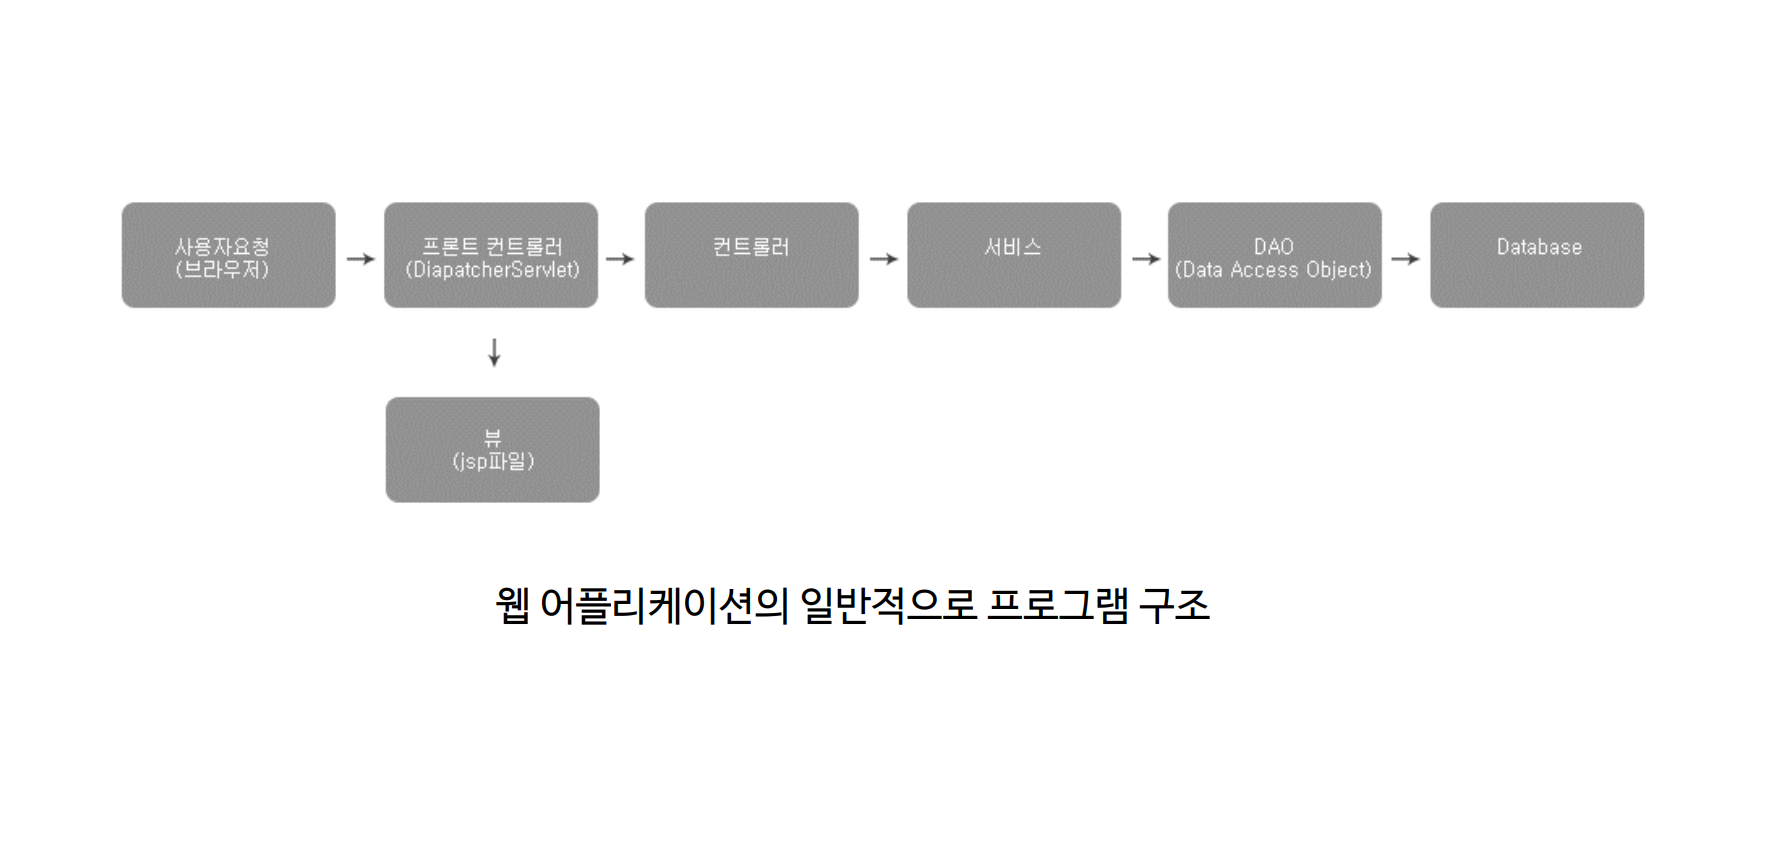 사용자요청
(브라우저)
프론트 컨트롤러
(DiapatcherServlet)
컨트롤러
서비스
DAO
(Data Access Object)
Database
뷰
(jsp파일)
웹 어플리케이션의 일반적으로 프로그램 구조